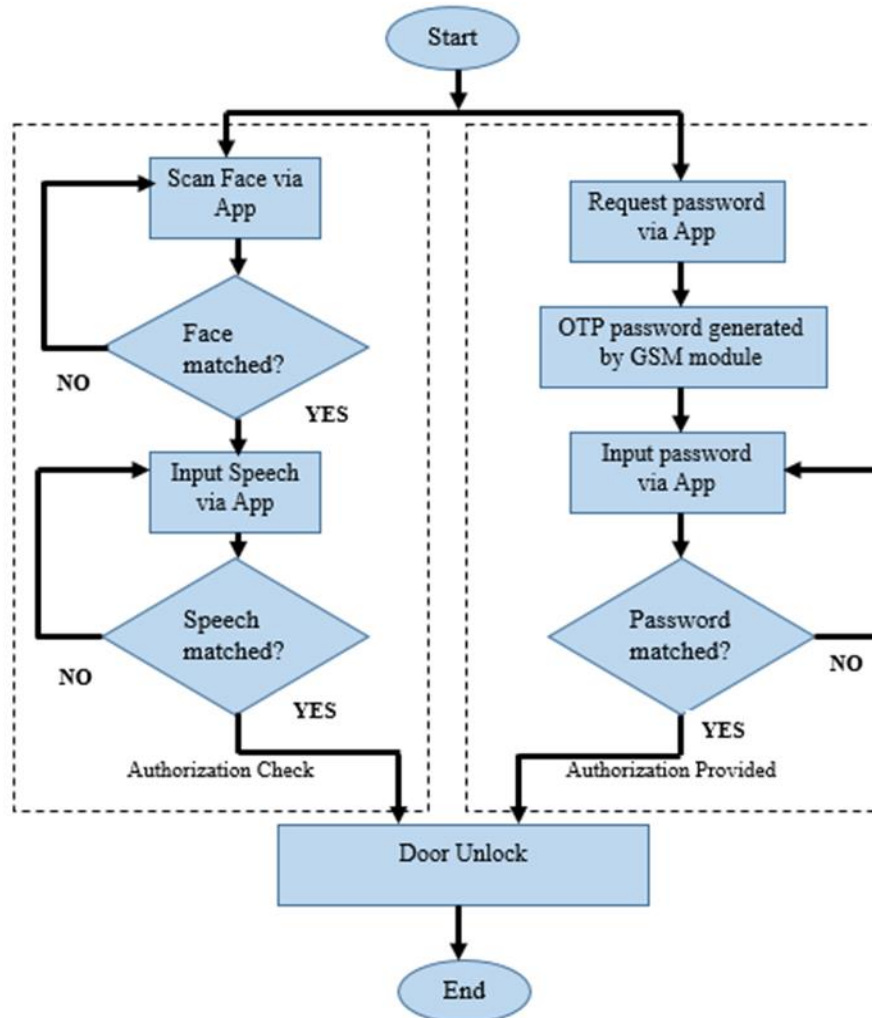 Start
Scan Face via
App
Face
matched?
NO
YES
Input Speech
via App
Speech
matched?
NO
YES
Authorization Check
Request password
via App
OTP password generated
by GSM module
Input password
via App
Password
matched?
NO
YES
Authorization Provided
Door Unlock
End